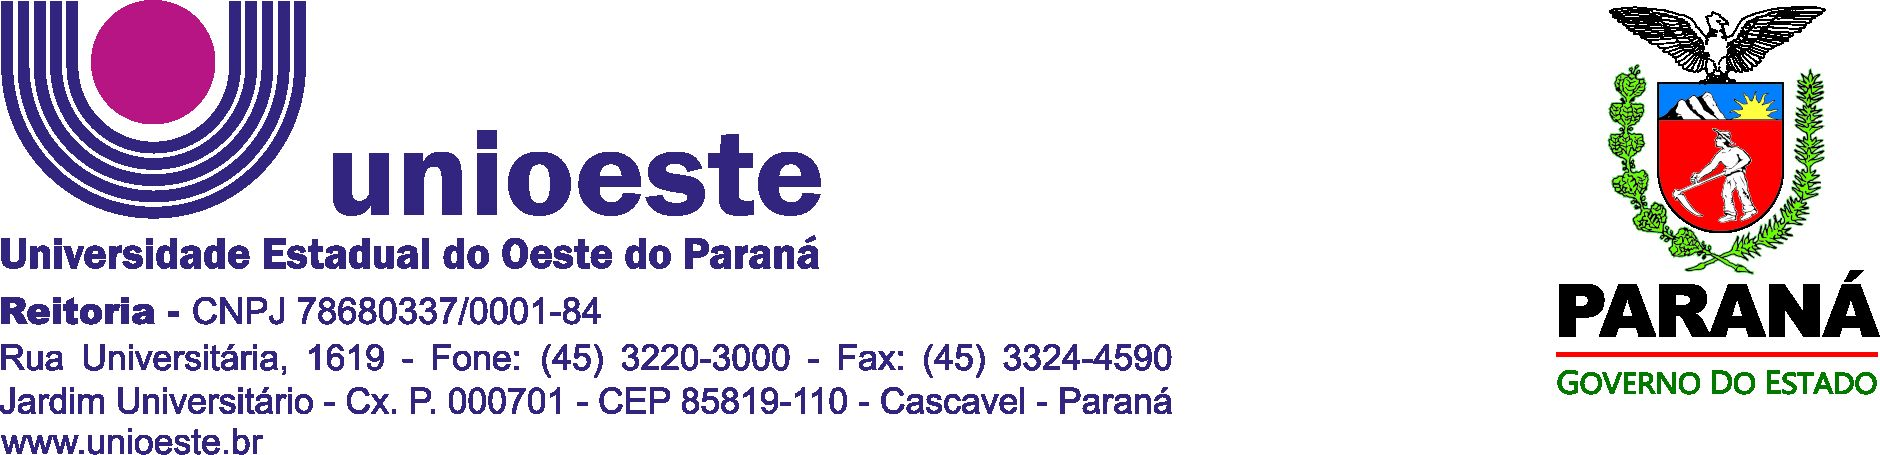 unioeste
Universidade Estadual do Oeste do Paraná
Reitoria - CNPJ 78680337/0001-84
Rua Universitária, 1619 - Fone: (45) 3220-3000 - Fax: (45) 3324-4590
Jardim Universitário - Cx. P. 000701 - CEP 85819-110 - Cascavel - Paraná
www.unioeste.br
PARANÁ
GOVERNO DO ESTADO